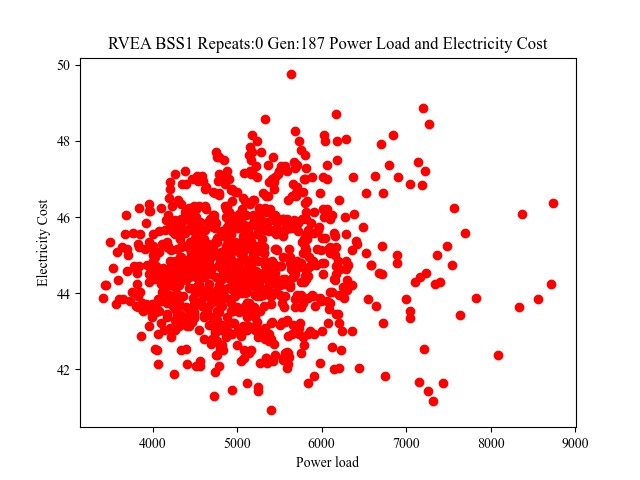 RVEA BSS1 Repeats:0 Gen:187 Power Load and Electricity Cost
50
48
46
44
42
Electricity Cost
4000 5000 6000 7000 8000 9000
Power load